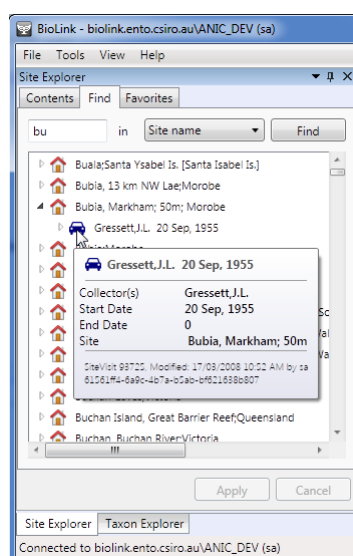 BioLink - biolink.ento.csiro.au\ANIC_DEV (sa)
File Tools View Help
Site Explorer
Contents Find Favorites
bu in Site name Find
Buala;Santa Ysabel Is. [Santa Isabel Is.]
Bubia, 13 km NW Lae;Morobe
Bubia, Markham; 50m; Morobe
Gressett,J.L. 20 Sep, 1955
Gressett,J.L. 20 Sep, 1955
Collector(s) Gressett,J.L.
Start Date 20 Sep, 1955
End Date 0
Site Bubia, Markham; 50m
SiteVisit 93725, Modified: 17/03/2008 10:52 AM by sa
61561ff4-6a9c-4b7a-b5ab-bf621638b807
Buchan Island, Great Barrier Reef;Queensland
Buchan, Buchan River;Victoria
Apply Cancel
Site Explorer Taxon Explorer
Connected to biolink.ento.csiro.au\ANIC_DEV (sa)